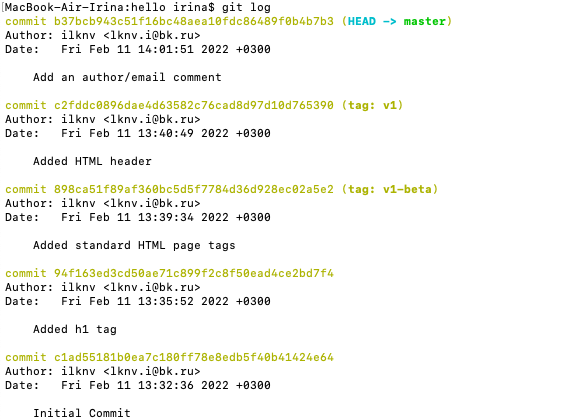 [MacBook-Air-Irina:hello irina$ git log
commit b37bcb943c51f16bc48aea10fdc86489f0b4b7b3 (HEAD -> master)
Author: ilknv <lknv.i@bk.ru>
Date:   Fri Feb 11 14:01:51 2022 +0300
Add an author/email comment
commit c2fddc0896dae4d63582c76cad8d97d10d765390 (tag: v1)
Author: ilknv <lknv.i@bk.ru>
Date:   Fri Feb 11 13:40:49 2022 +0300
Added HTML header
commit 898ca51f89af360bc5d5f7784d36d928ec02a5e2 (tag: v1-beta)
Author: ilknv <lknv.i@bk.ru>
Date:   Fri Feb 11 13:39:34 2022 +0300
Added standard HTML page tags
commit 94f163ed3cd50ae71c899f2c8f50ead4ce2bd7f4
Author: ilknv <lknv.i@bk.ru>
Date:   Fri Feb 11 13:35:52 2022 +0300
Added h1 tag
commit c1ad55181b0ea7c180ff78e8edb5f40b41424e64
Author: ilknv <lknv.i@bk.ru>
Date:   Fri Feb 11 13:32:36 2022 +0300
Initial Commit